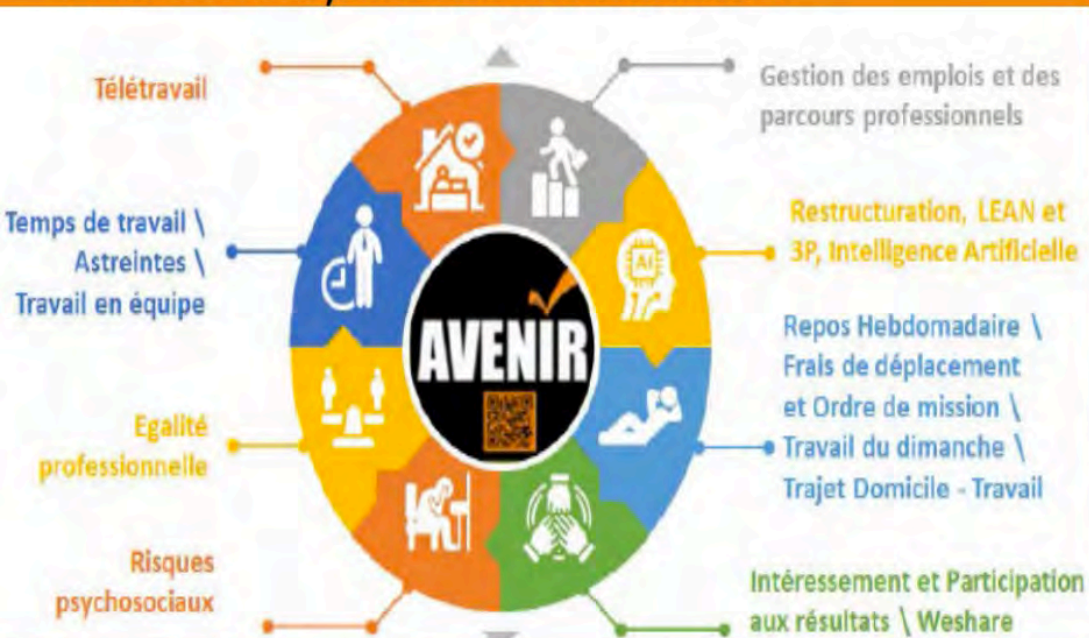 Télétravail
Gestion des emplois et des
parcours professionnels
Temps de travail \
Astreintes \
Travail en équipe
Restructuration, LEAN et
3P, Intelligence Artificielle
AI
AVENIR
Repos Hebdomadaire \
Frais de déplacement
et Ordre de mission \
Travail du dimanche \
Trajet Domicile - Travail
Egalité
professionnelle
Risques
psychosociaux
Intéressement et Participation
aux résultats \ Weshare